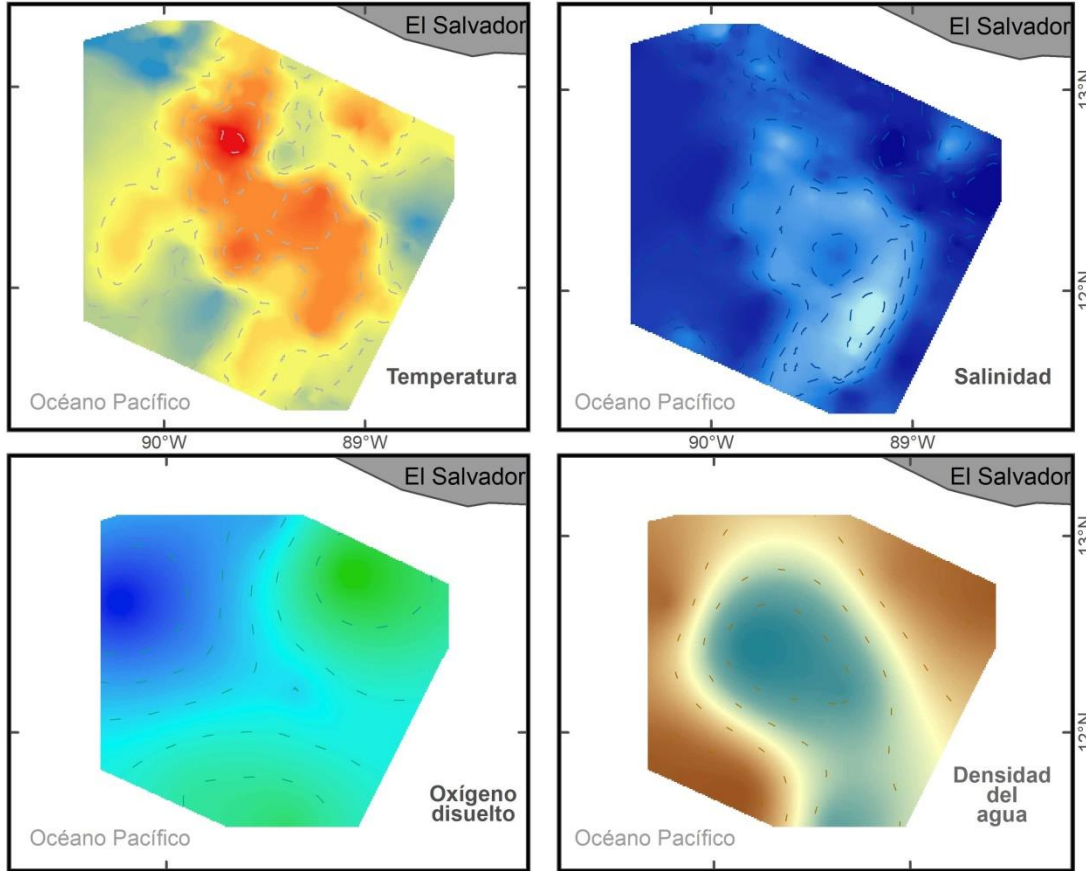 El Salvador
El Salvador
13°N
12°N
Temperatura
Salinidad
Océano Pacífico
Océano Pacífico
90°W
89°W
90°W
89°W
El Salvador
El Salvador
13°N
12°N
Oxígeno
disuelto
Densidad
del
agua
Océano Pacífico
Océano Pacífico